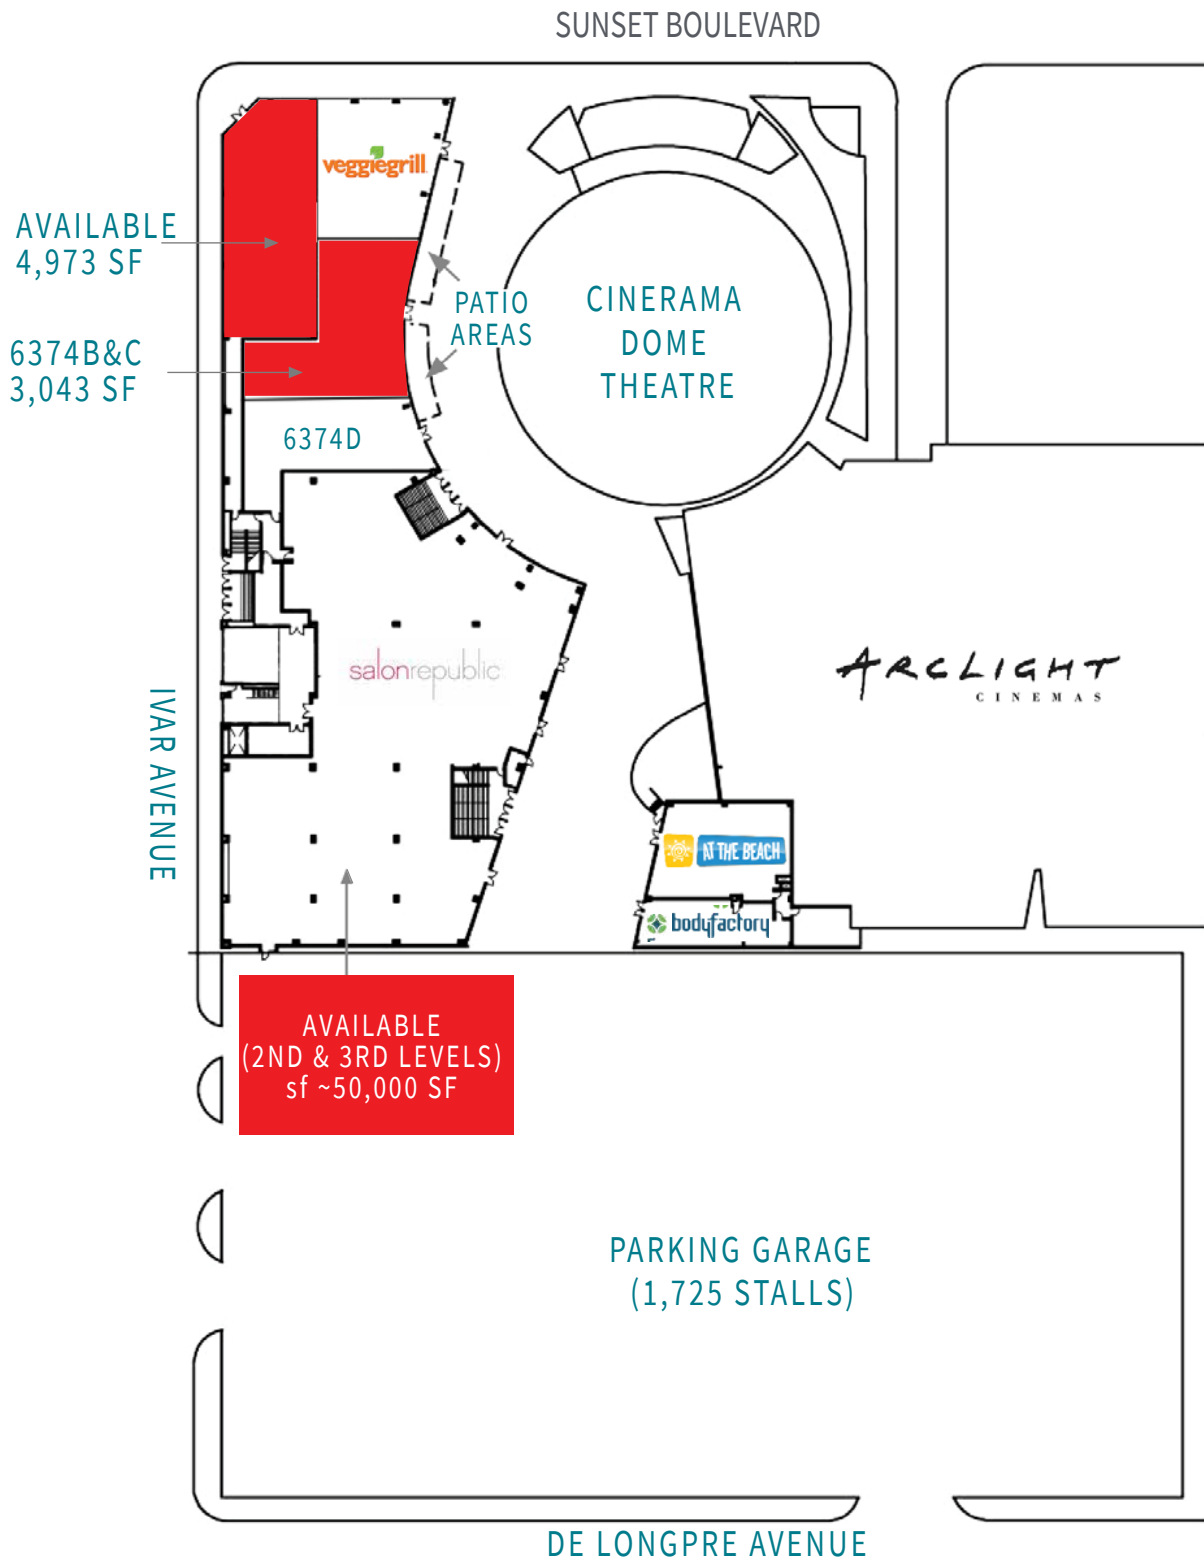 SUNSET BOULEVARD
veggiegrill
AVAILABLE
4,973 SF
PATIO
AREAS
CINERAMA
DOME
THEATRE
6374B&C
3,043 SF
6374D
salonrepublic
ARCLIGHT
CINEMAS
IVAR AVENUE
AT THE BEACH
bodyfactory
AVAILABLE
(2ND & 3RD LEVELS)
sf ~50,000 SF
PARKING GARAGE
(1,725 STALLS)
DE LONGPRE AVENUE